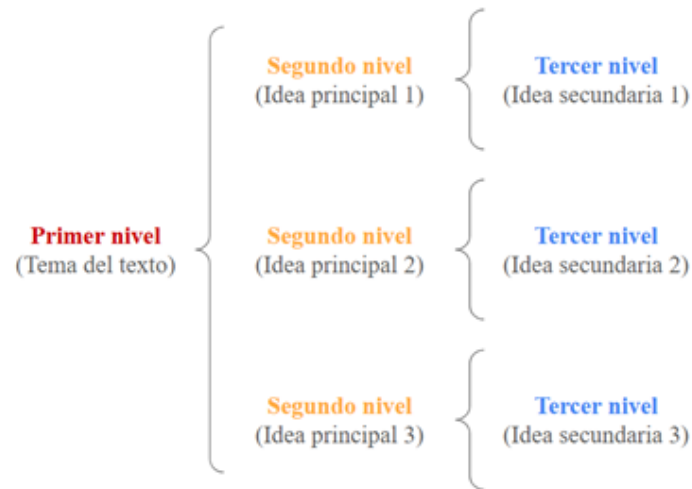 Segundo nivel
(Idea principal 1)
Tercer nivel
(Idea secundaria 1)
Primer nivel
(Tema del texto)
Segundo nivel
(Idea principal 2)
Tercer nivel
(Idea secundaria 2)
Segundo nivel
(Idea principal 3)
Tercer nivel
(Idea secundaria 3)